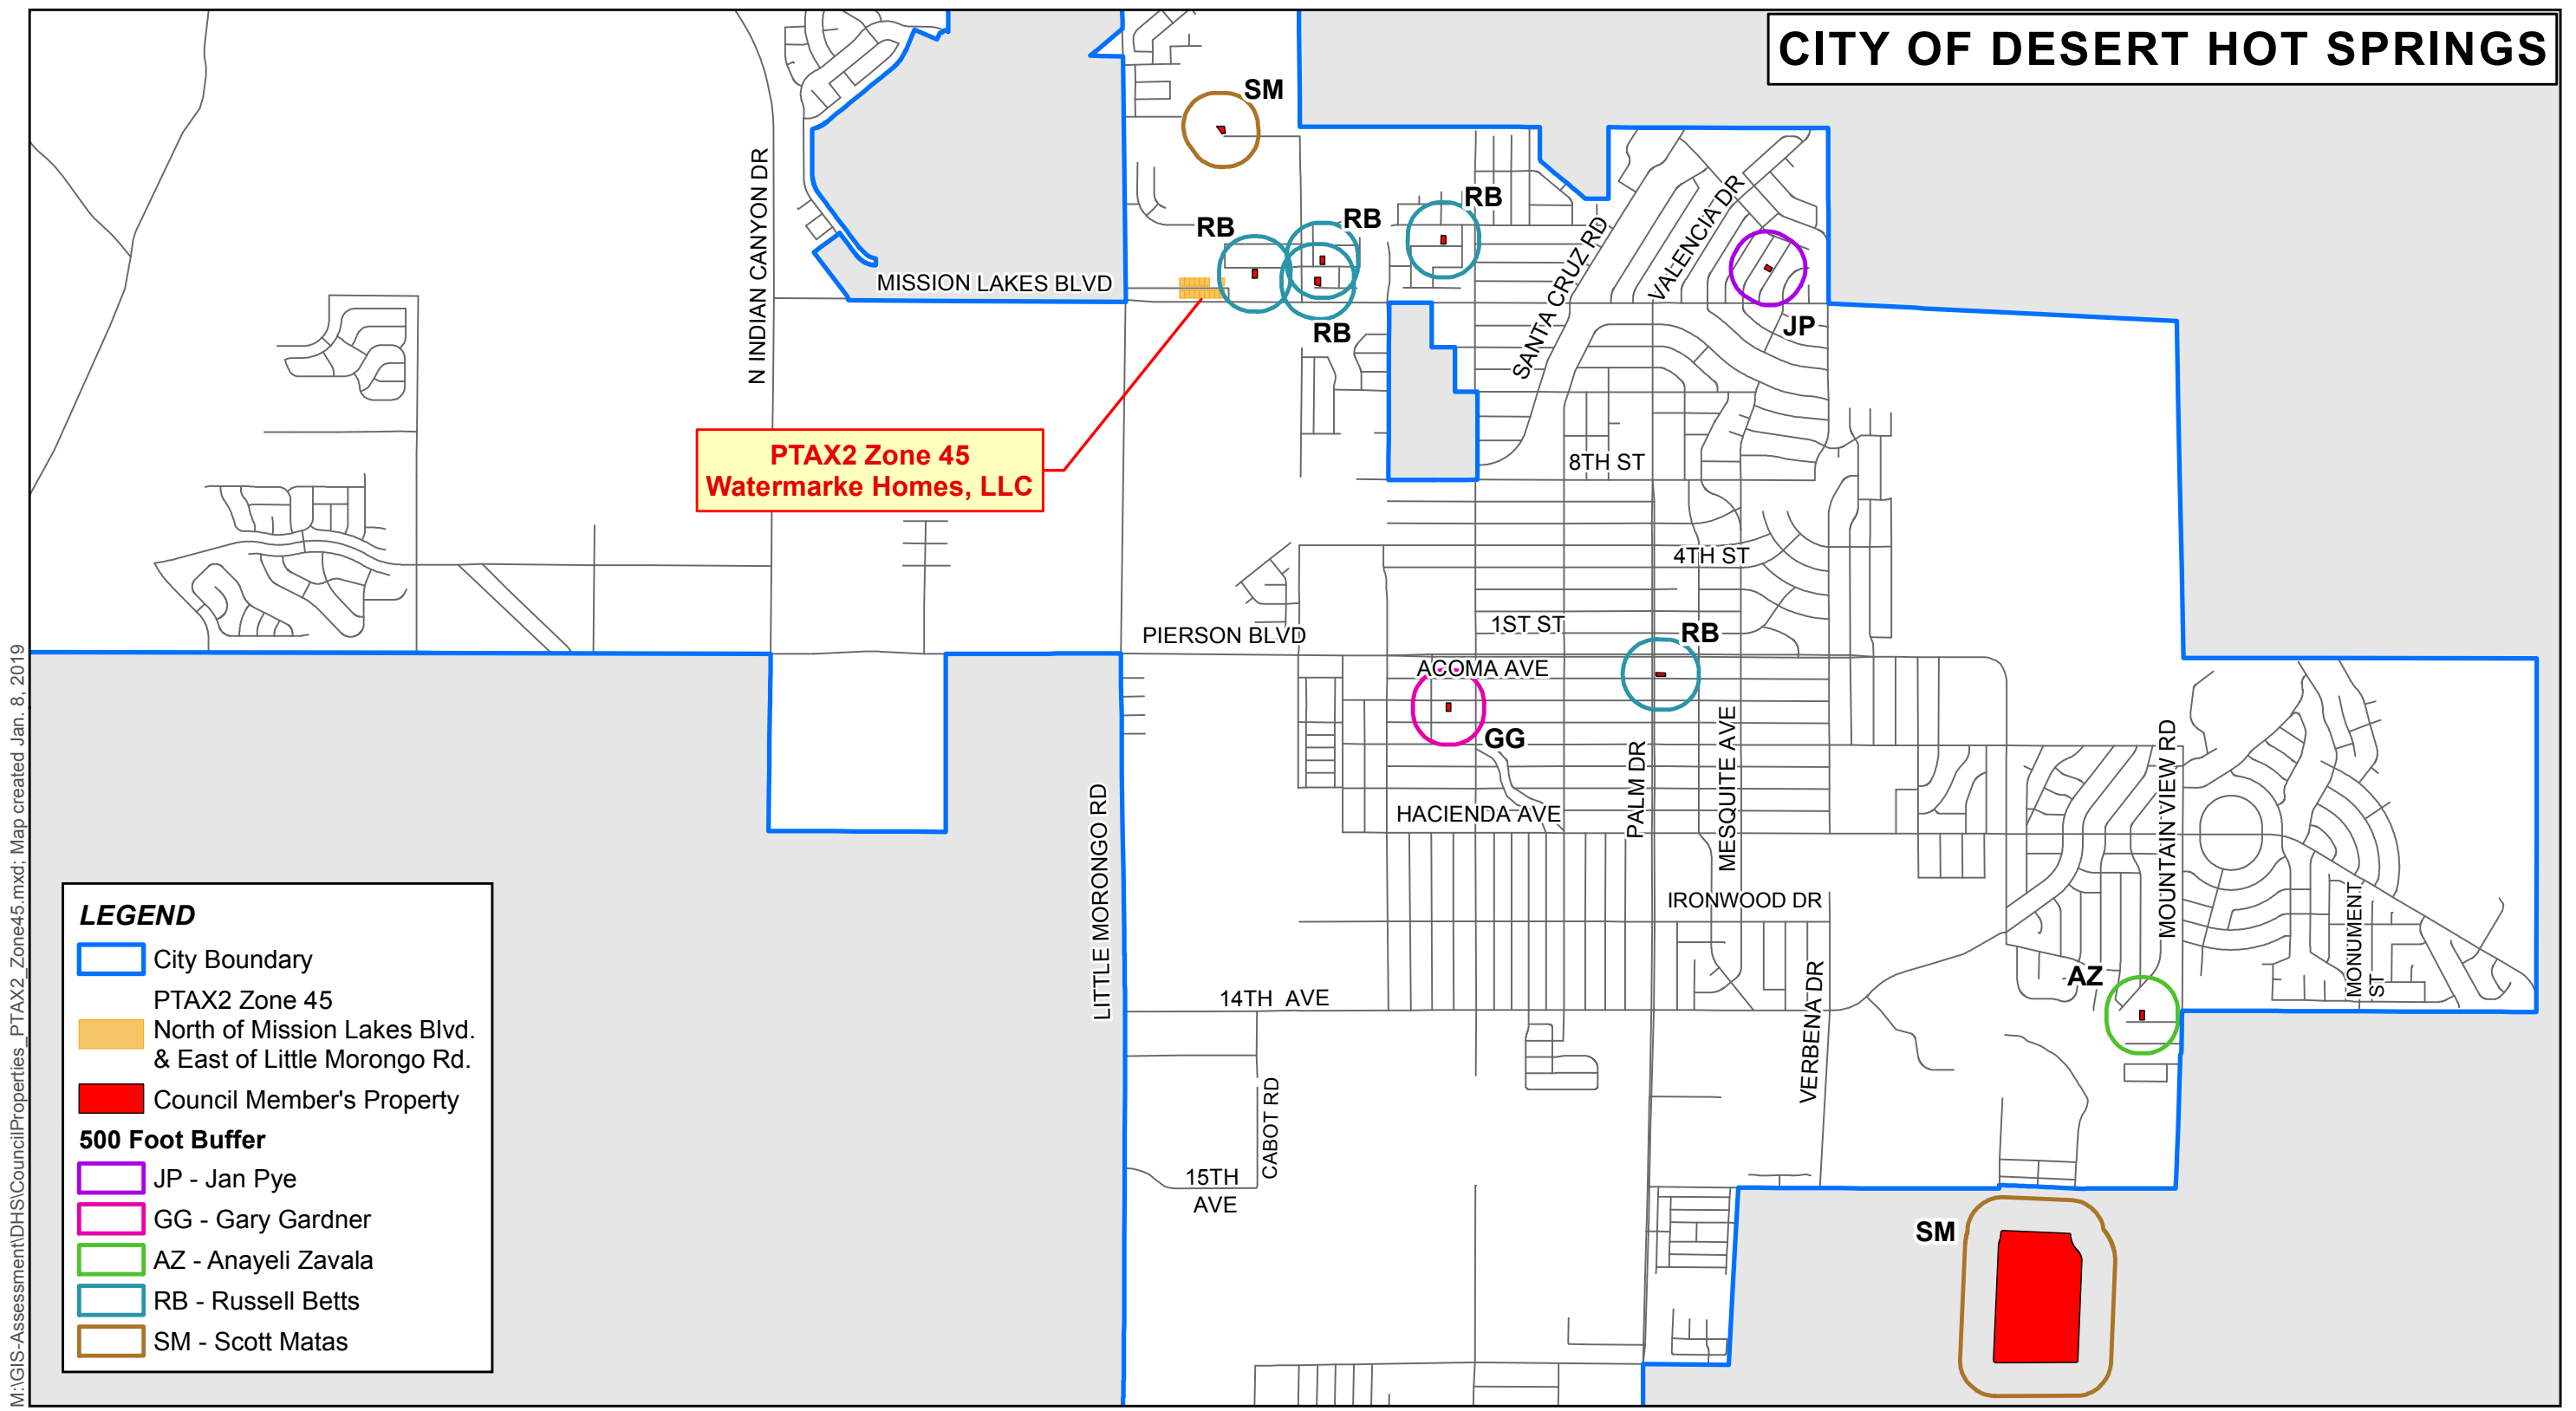 CITY OF DESERT HOT SPRINGS
SM
RB
RB
RB
RB
JP
N INDIAN CANYON DR
MISSION LAKES BLVD
SANTA CRUZ RD
VALENCIA DR
PTAX2 Zone 45
Watermarke Homes, LLC
8TH ST
4TH ST
1ST ST
PIERSON BLVD
RB
ACOMA AVE
GG
PALM DR
MESQUITE AVE
MOUNTAIN VIEW RD
HACIENDA AVE
LITTLE MORONGO RD
IRONWOOD DR
MONUMENT
ST
VERBENA DR
AZ
14TH AVE
CABOT RD
15TH
AVE
SM
LEGEND
City Boundary
PTAX2 Zone 45
North of Mission Lakes Blvd.
& East of Little Morongo Rd.
Council Member's Property
500 Foot Buffer
JP - Jan Pye
GG - Gary Gardner
AZ - Anayeli Zavala
RB - Russell Betts
SM - Scott Matas
M:\GIS-Assessment\DHS\CouncilProperties_PTAX2_Zone45.mxd; Map created Jan. 8, 2019